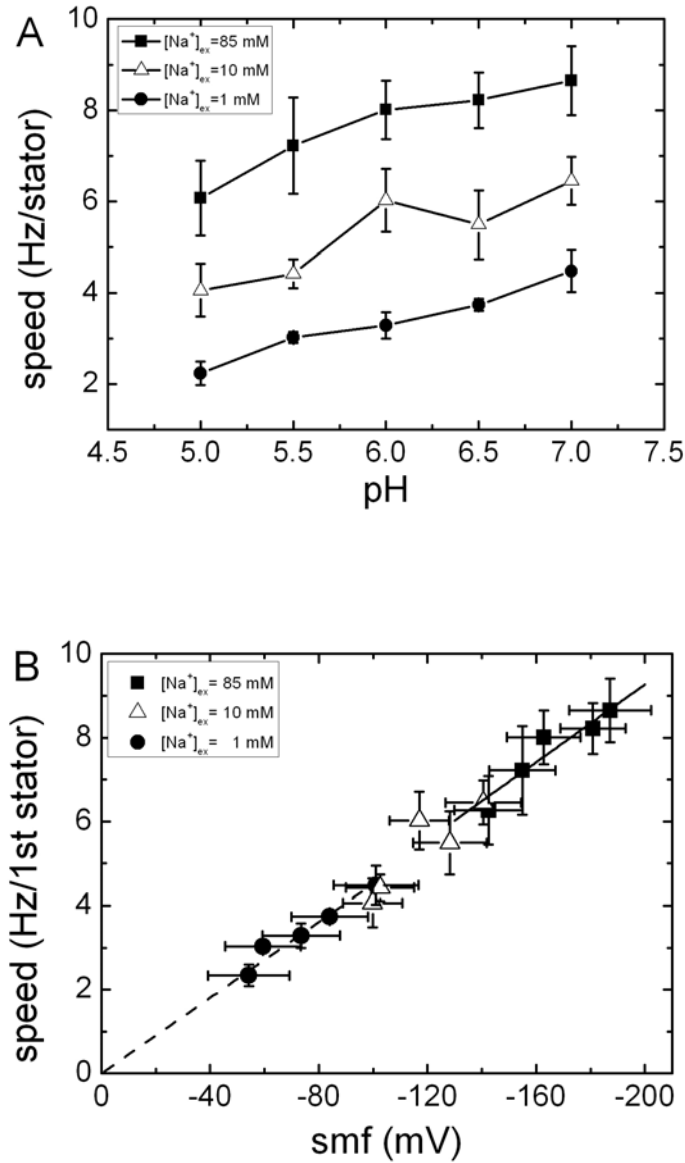 A
10
8
6
4
2
speed (Hz/stator)
[Na⁺]ex=85 mM
[Na⁺]ex=10 mM
[Na⁺]ex=1 mM
4.5 5.0 5.5 6.0 6.5 7.0 7.5
pH
B
10
8
6
4
2
0
speed (Hz/1st stator)
[Na⁺]ex= 85 mM
[Na⁺]ex= 10 mM
[Na⁺]ex= 1 mM
0 -40 -80 -120 -160 -200
smf (mV)